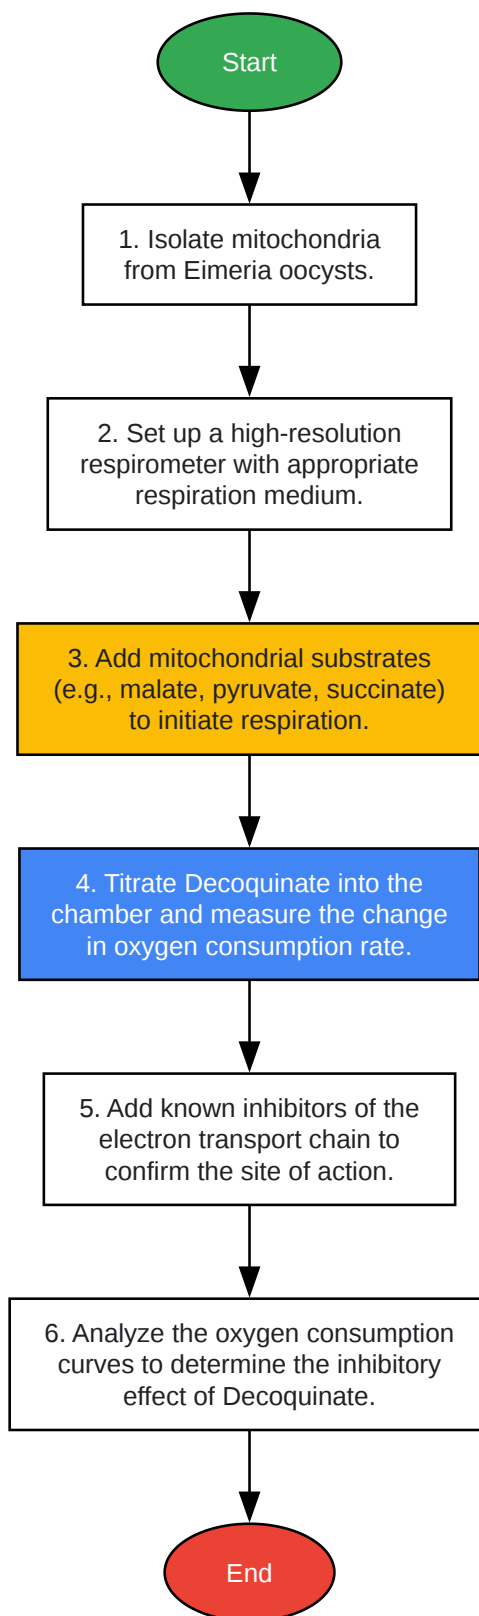 Start
1. Isolate mitochondria
from Eimeria oocysts.
2. Set up a high-resolution
respirometer with appropriate
respiration medium.
3. Add mitochondrial substrates
(e.g., malate, pyruvate, succinate)
to initiate respiration.
4. Titrate Decoquinate into the
chamber and measure the change
in oxygen consumption rate.
5. Add known inhibitors of the
electron transport chain to
confirm the site of action.
6. Analyze the oxygen consumption
curves to determine the inhibitory
effect of Decoquinate.
End